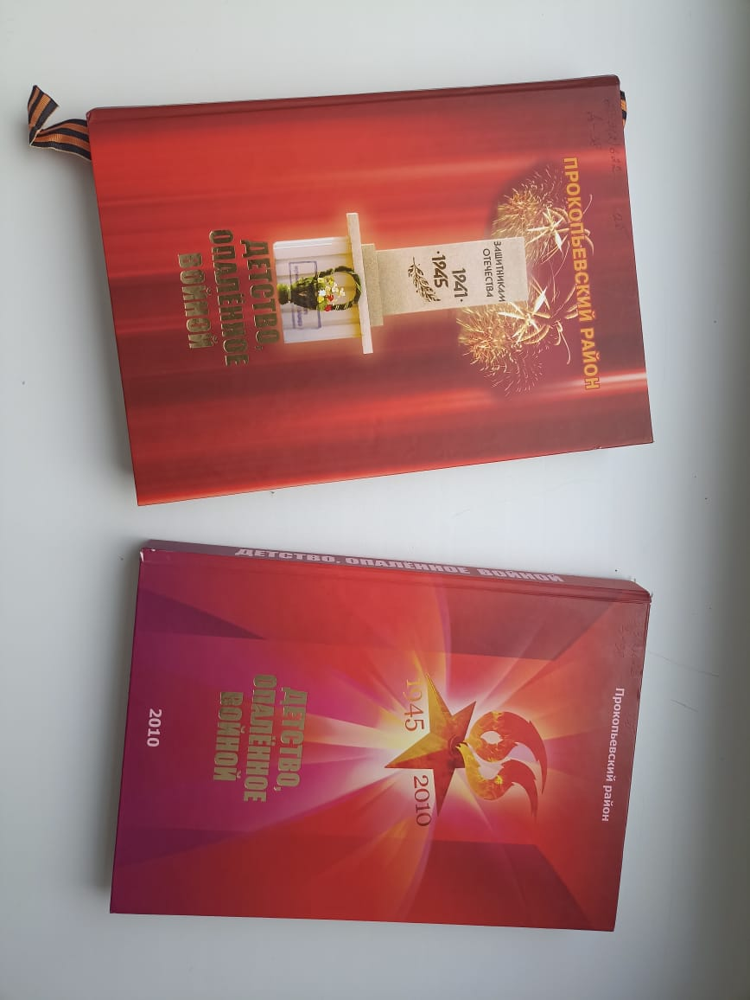 ПРОКОПЬЕВСКИЙ РАЙОН
ЗАЩИТНИКАМ
ОТЕЧЕСТВА
1941-
-1945
ДЕТСТВО,
ОПАЛЁННОЕ
ВОЙНОЙ
ДЕТСТВО, ОПАЛЁННОЕ ВОЙНОЙ
Прокопьевский район
1945
2010
ДЕТСТВО,
ОПАЛЁННОЕ
ВОЙНОЙ
2010